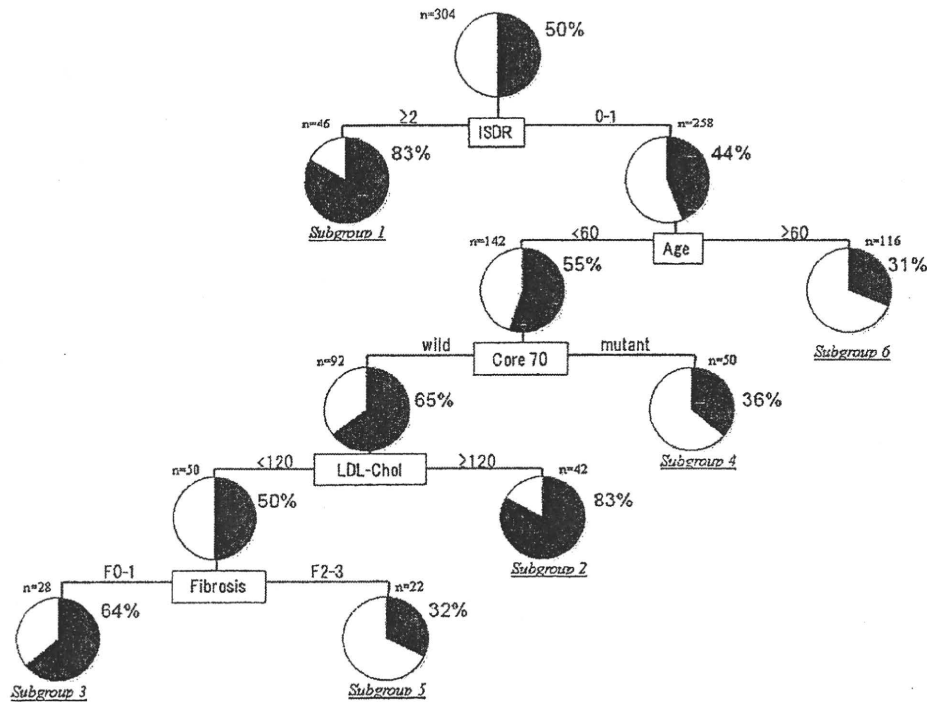 n=304
50%
≥2
ISDR
0-1
n=46
83%
Subgroup 1
n=258
44%
<60
Age
≥60
n=142
55%
n=116
31%
Subgroup 6
wild
Core 70
mutant
n=92
65%
n=50
36%
Subgroup 4
<120
LDL-Chol
≥120
n=50
50%
n=42
83%
Subgroup 2
F0-1
Fibrosis
F2-3
n=28
64%
Subgroup 3
n=22
32%
Subgroup 5